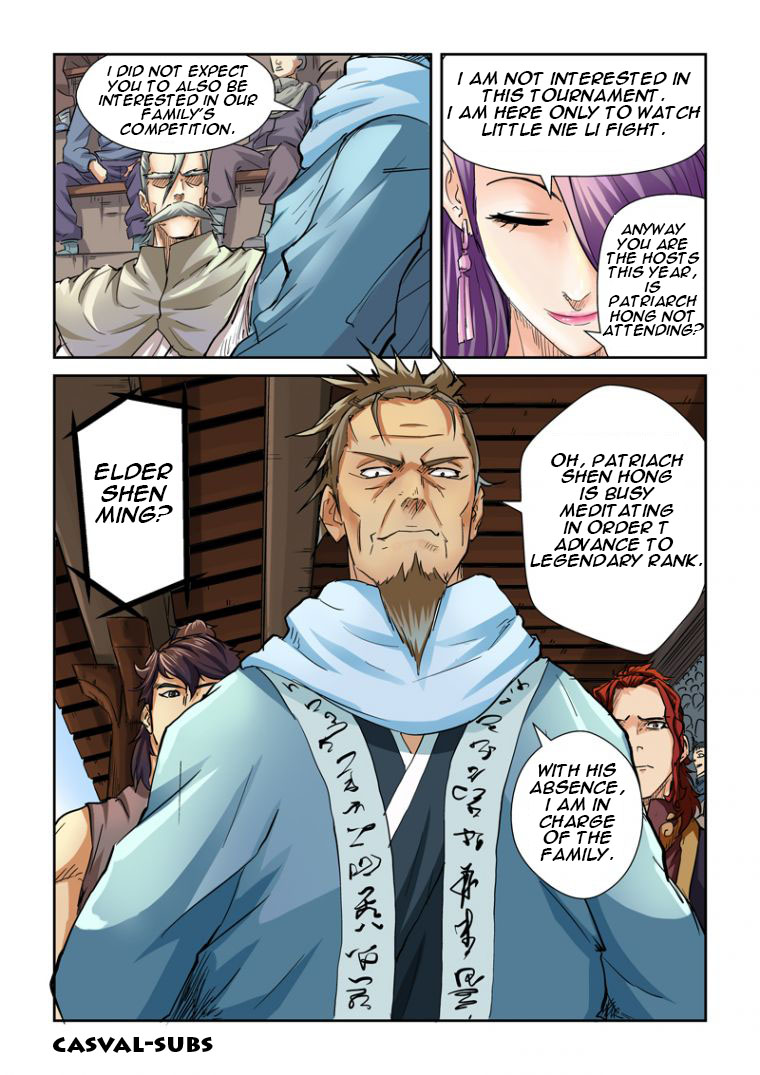 I DID NOT EXPECT
YOU TO ALSO BE
INTERESTED IN OUR
FAMILY'S
COMPETITION.
I AM NOT INTERESTED IN
THIS TOURNAMENT.
I AM HERE ONLY TO WATCH
LITTLE NIE LI FIGHT.
ANYWAY
YOU ARE
THE HOSTS
THIS YEAR,
IS
PATRIARCH
HONG NOT
ATTENDING?
ELDER
SHEN
MING?
OH, PATRIACH
SHEN HONG
IS BUSY
MEDITATING
IN ORDER T
ADVANCE TO
LEGENDARY RANK.
WITH HIS
ABSENCE,
I AM IN
CHARGE
OF THE
FAMILY.
CASVAL-SUBS